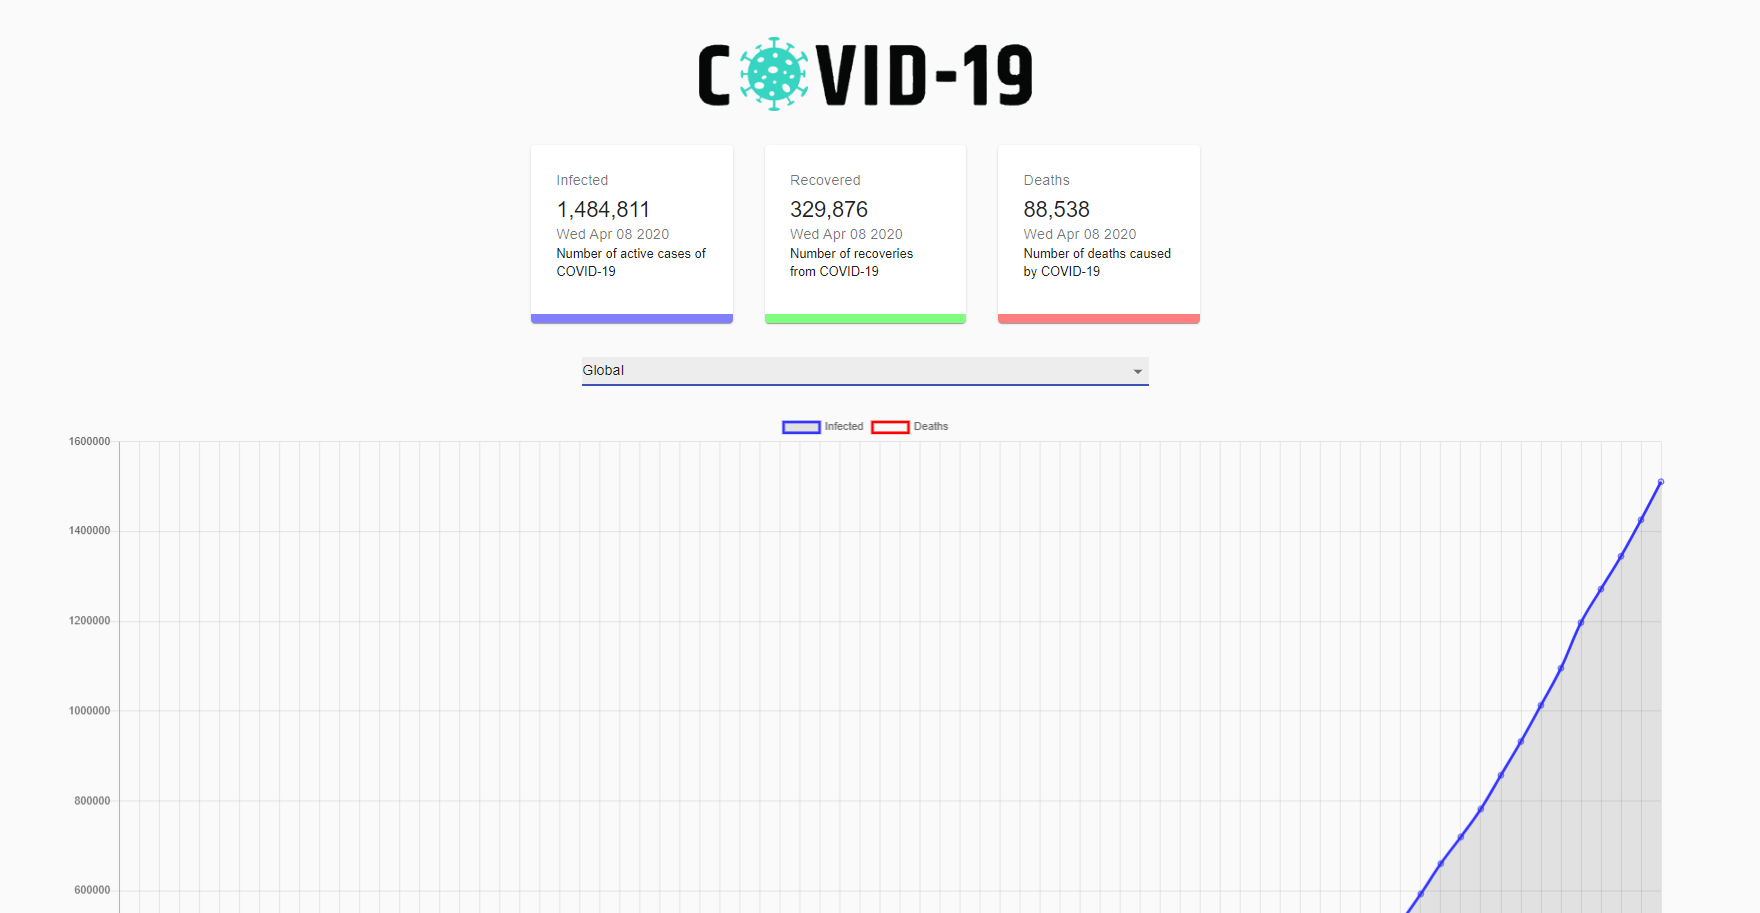 COVID-19
Infected
1,484,811
Wed Apr 08 2020
Number of active cases of
COVID-19
Recovered
329,876
Wed Apr 08 2020
Number of recoveries
from COVID-19
Deaths
88,538
Wed Apr 08 2020
Number of deaths caused
by COVID-19
Global
Infected Deaths
1600000
1400000
1200000
1000000
800000
600000